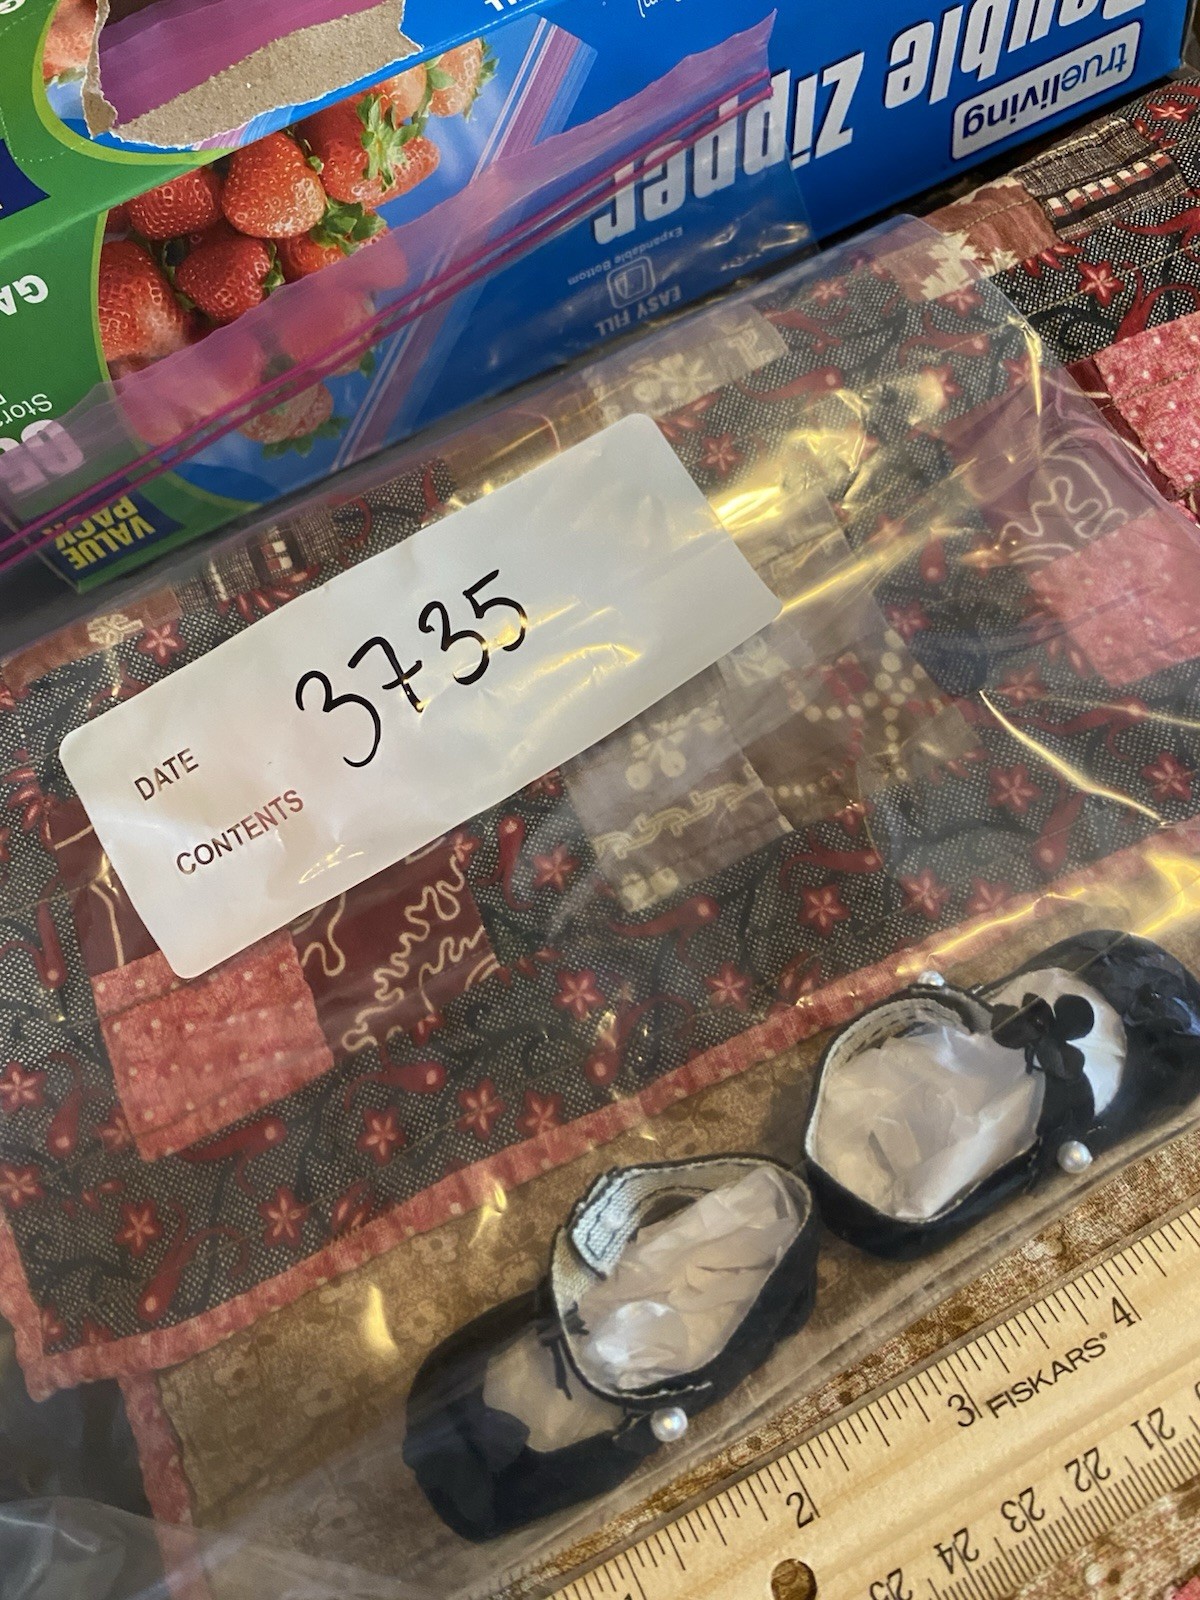 trueliving
Double Zipper
EASY FILL
Expandable Bottom
VALUE
PACK
3735
DATE
CONTENTS
2 3 FISKARS® 4
25 24 23 22 21